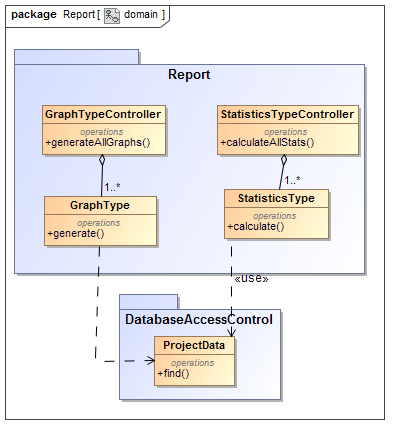 package Report [ domain ]
Report
GraphTypeController
operations
+generateAllGraphs()
StatisticsTypeController
operations
+calculateAllStats()
1..*
1..*
GraphType
operations
+generate()
StatisticsType
operations
+calculate()
«use»
DatabaseAccessControl
ProjectData
operations
+find()